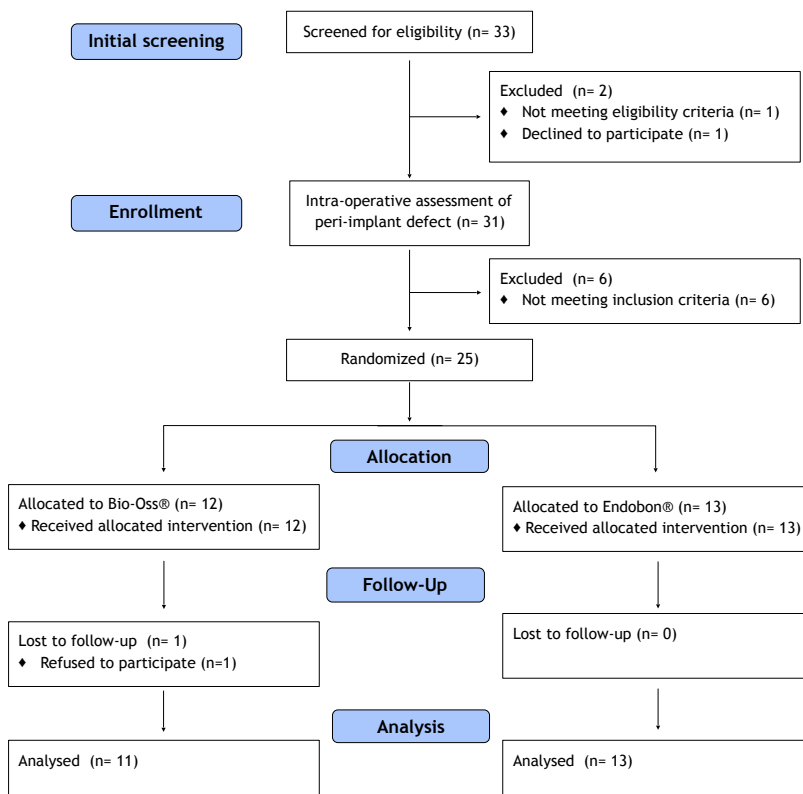 Initial screening
Screened for eligibility (n= 33)
Excluded (n= 2)
♦ Not meeting eligibility criteria (n= 1)
♦ Declined to participate (n= 1)
Enrollment
Intra-operative assessment of
peri-implant defect (n= 31)
Excluded (n= 6)
♦ Not meeting inclusion criteria (n= 6)
Randomized (n= 25)
Allocation
Allocated to Bio-Oss® (n= 12)
♦ Received allocated intervention (n= 12)
Allocated to Endobon® (n= 13)
♦ Received allocated intervention (n= 13)
Follow-Up
Lost to follow-up (n= 1)
♦ Refused to participate (n=1)
Lost to follow-up (n= 0)
Analysis
Analysed (n= 11)
Analysed (n= 13)